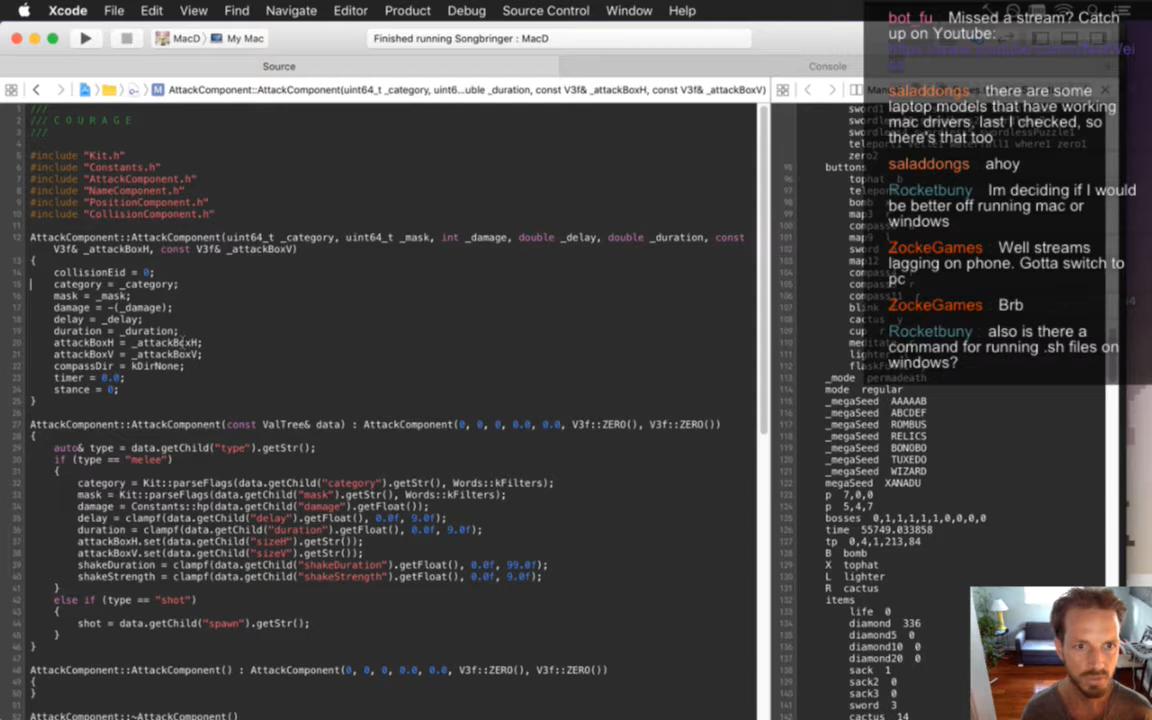 Xcode File Edit View Find Navigate Editor Product Debug Source Control Window Help
MacD My Mac
Finished running Songbringer : MacD
Source
Console
AttackComponent::AttackComponent(uint64_t _category, uint6...uble _duration, const V3f& _attackBoxH, const V3f& _attackBoxV)
///
/// C O U R A G E
///
#include "Kit.h"
#include "Constants.h"
#include "AttackComponent.h"
#include "NameComponent.h"
#include "PositionComponent.h"
#include "CollisionComponent.h"
AttackComponent::AttackComponent(uint64_t _category, uint64_t _mask, int _damage, double _delay, double _duration, const
V3f& _attackBoxH, const V3f& _attackBoxV)
{
collisionEid = 0;
category = _category;
mask = _mask;
damage = -(_damage);
delay = _delay;
duration = _duration;
attackBoxH = _attackBoxH;
attackBoxV = _attackBoxV;
compassDir = kDirNone;
timer = 0.0;
stance = 0;
}
AttackComponent::AttackComponent(const ValTree& data) : AttackComponent(0, 0, 0, 0.0, 0.0, V3f::ZERO(), V3f::ZERO())
{
auto& type = data.getChild("type").getStr();
if (type == "melee")
{
category = Kit::parseFlags(data.getChild("category").getStr(), Words::kFilters);
mask = Kit::parseFlags(data.getChild("mask").getStr(), Words::kFilters);
damage = Constants::hp(data.getChild("damage").getFloat());
delay = clampf(data.getChild("delay").getFloat(), 0.0f, 9.0f);
duration = clampf(data.getChild("duration").getFloat(), 0.0f, 9.0f);
attackBoxH.set(data.getChild("sizeH").getStr());
attackBoxV.set(data.getChild("sizeV").getStr());
shakeDuration = clampf(data.getChild("shakeDuration").getFloat(), 0.0f, 99.0f);
shakeStrength = clampf(data.getChild("shakeStrength").getFloat(), 0.0f, 9.0f);
}
else if (type == "shot")
{
shot = data.getChild("spawn").getStr();
}
}
AttackComponent::AttackComponent() : AttackComponent(0, 0, 0, 0.0, 0.0, V3f::ZERO(), V3f::ZERO())
{
}
AttackComponent::~AttackComponent()
zero2
buttons
tophat b
bomb
map3
map9
map12
cactus
cup
_mode permadeath
mode regular
_megaSeed AAAAAB
_megaSeed ABCDEF
_megaSeed ROMBUS
_megaSeed RELICS
_megaSeed BONOBO
_megaSeed TUXEDO
_megaSeed WIZARD
megaSeed XANADU
p 7,0,0
p 5,4,7
bosses 0,1,1,1,1,1,0,0,0,0
time 55749.033858
tp 0,4,1,213,84
B bomb
X tophat
L lighter
R cactus
items
life 0
diamond 336
diamond5 0
diamond10 0
diamond20 0
sack 1
sack2 0
sack3 0
sword 3
cactus 14
bot_fu Missed a stream? Catch
up on Youtube:
saladdongs there are some
laptop models that have working
mac drivers, last I checked, so
there's that too
saladdongs ahoy
Rocketbuny Im deciding if I would
be better off running mac or
windows
ZockeGames Well streams
lagging on phone. Gotta switch to
pc
ZockeGames Brb
Rocketbuny also is there a
command for running .sh files on
windows?